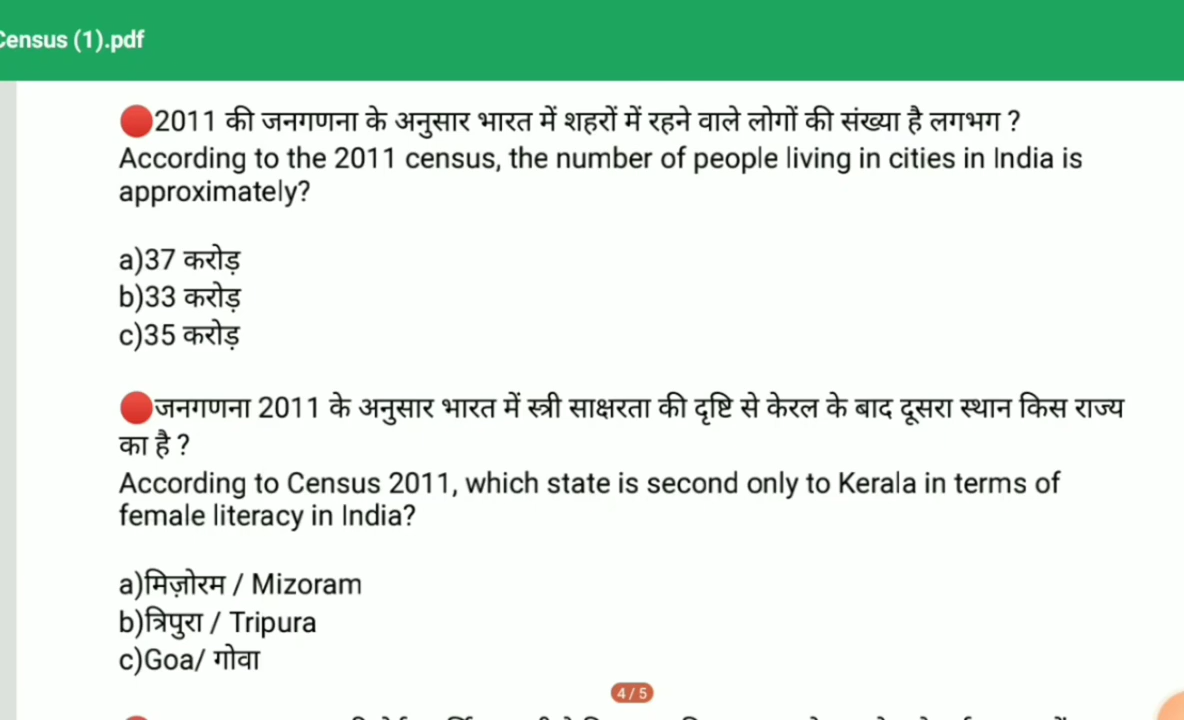 Census (1).pdf
2011 की जनगणना के अनुसार भारत में शहरों में रहने वाले लोगों की संख्या है लगभग ?
According to the 2011 census, the number of people living in cities in India is
approximately?
a)37 करोड़
b)33 करोड़
c)35 करोड़
जनगणना 2011 के अनुसार भारत में स्त्री साक्षरता की दृष्टि से केरल के बाद दूसरा स्थान किस राज्य
का है ?
According to Census 2011, which state is second only to Kerala in terms of
female literacy in India?
a)मिज़ोरम / Mizoram
b)त्रिपुरा / Tripura
c)Goa/ गोवा
4 / 5